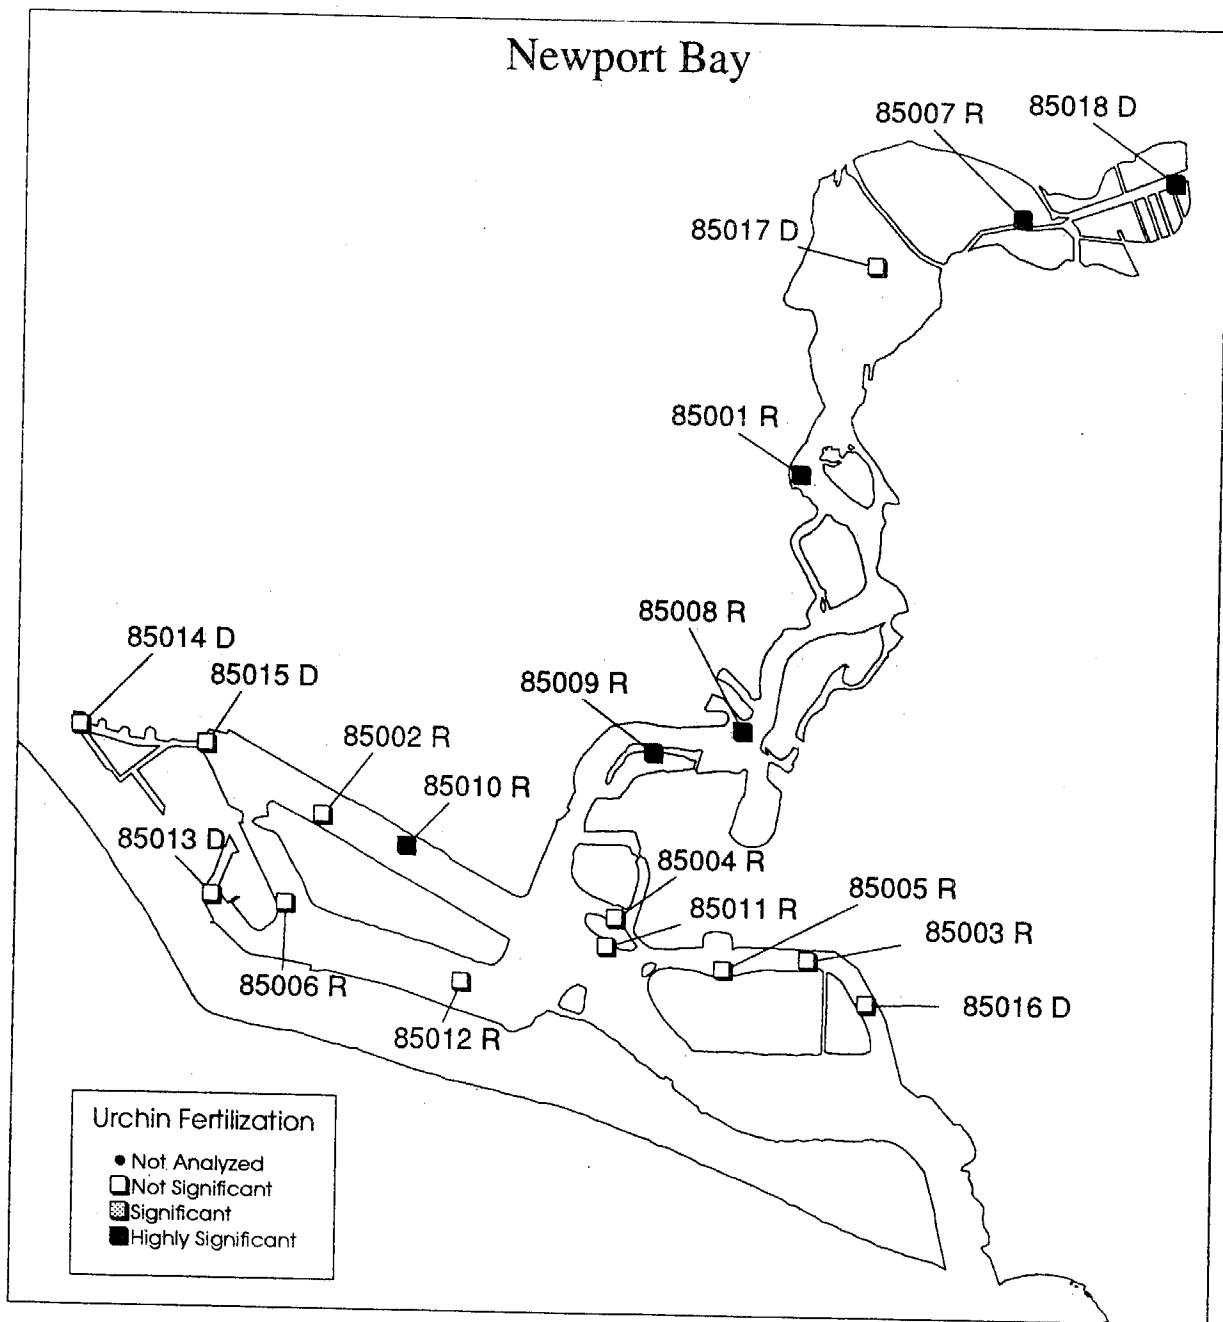 Newport Bay
85007 R
85018 D
85017 D
85001 R
85008 R
85014 D
85015 D
85009 R
85002 R
85010 R
85013 D
85004 R
85005 R
85011 R
85003 R
85006 R
85016 D
85012 R
Urchin Fertilization
Not Analyzed
Not Significant
Significant
Highly Significant